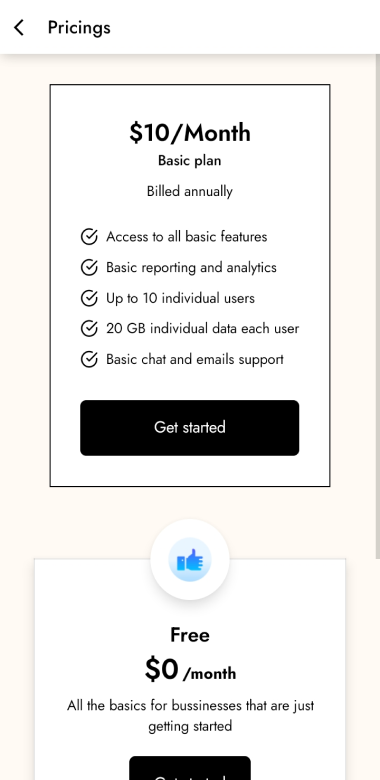 Pricings
$10/Month
Basic plan
Billed annually
Access to all basic features
Basic reporting and analytics
Up to 10 individual users
20 GB individual data each user
Basic chat and emails support
Get started
Free
$0 /month
All the basics for bussinesses that are just
getting started
Get started